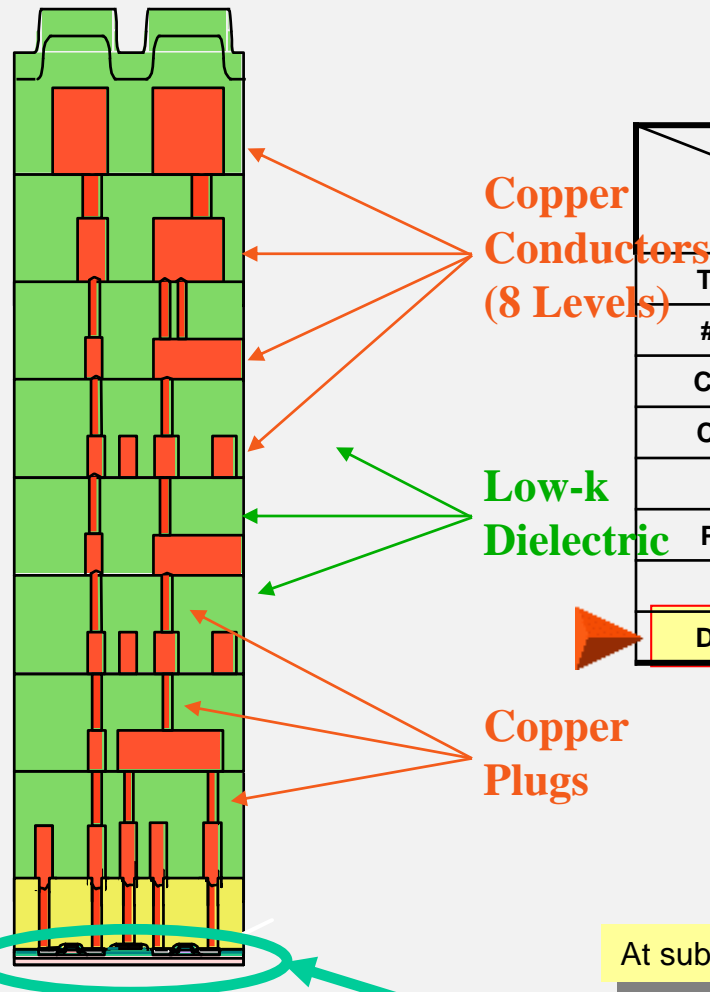 Copper
Conductors
(8 Levels)
T
#
C
C
Low-k
Dielectric
F
D
Copper
Plugs
At sub